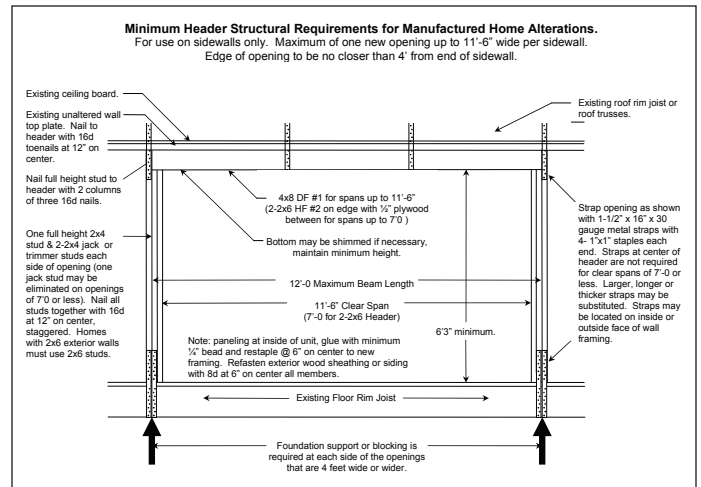 Minimum Header Structural Requirements for Manufactured Home Alterations.
For use on sidewalls only. Maximum of one new opening up to 11'-6" wide per sidewall.
Edge of opening to be no closer than 4' from end of sidewall.
Existing ceiling board.
Existing unaltered wall
top plate. Nail to
header with 16d
toenails at 12" on
center.
Nail full height stud to
header with 2 columns
of three 16d nails.
One full height 2x4
stud & 2-2x4 jack or
trimmer studs each
side of opening (one
jack stud may be
eliminated on openings
of 7'0 or less). Nail all
studs together with 16d
at 12" on center,
staggered. Homes
with 2x6 exterior walls
must use 2x6 studs.
4x8 DF #1 for spans up to 11'-6"
(2-2x6 HF #2 on edge with ½" plywood
between for spans up to 7'0 )
Bottom may be shimmed if necessary,
maintain minimum height.
12'-0 Maximum Beam Length
11'-6" Clear Span
(7'-0 for 2-2x6 Header)
6'3" minimum.
Note: paneling at inside of unit, glue with minimum
¼" bead and restaple @ 6" on center to new
framing. Refasten exterior wood sheathing or siding
with 8d at 6" on center all members.
Existing Floor Rim Joist
Foundation support or blocking is
required at each side of the openings
that are 4 feet wide or wider.
Existing roof rim joist or
roof trusses.
Strap opening as shown
with 1-1/2" x 16" x 30
gauge metal straps with
4- 1"x1" staples each
end. Straps at center of
header are not required
for clear spans of 7'-0 or
less. Larger, longer or
thicker straps may be
substituted. Straps may
be located on inside or
outside face of wall
framing.